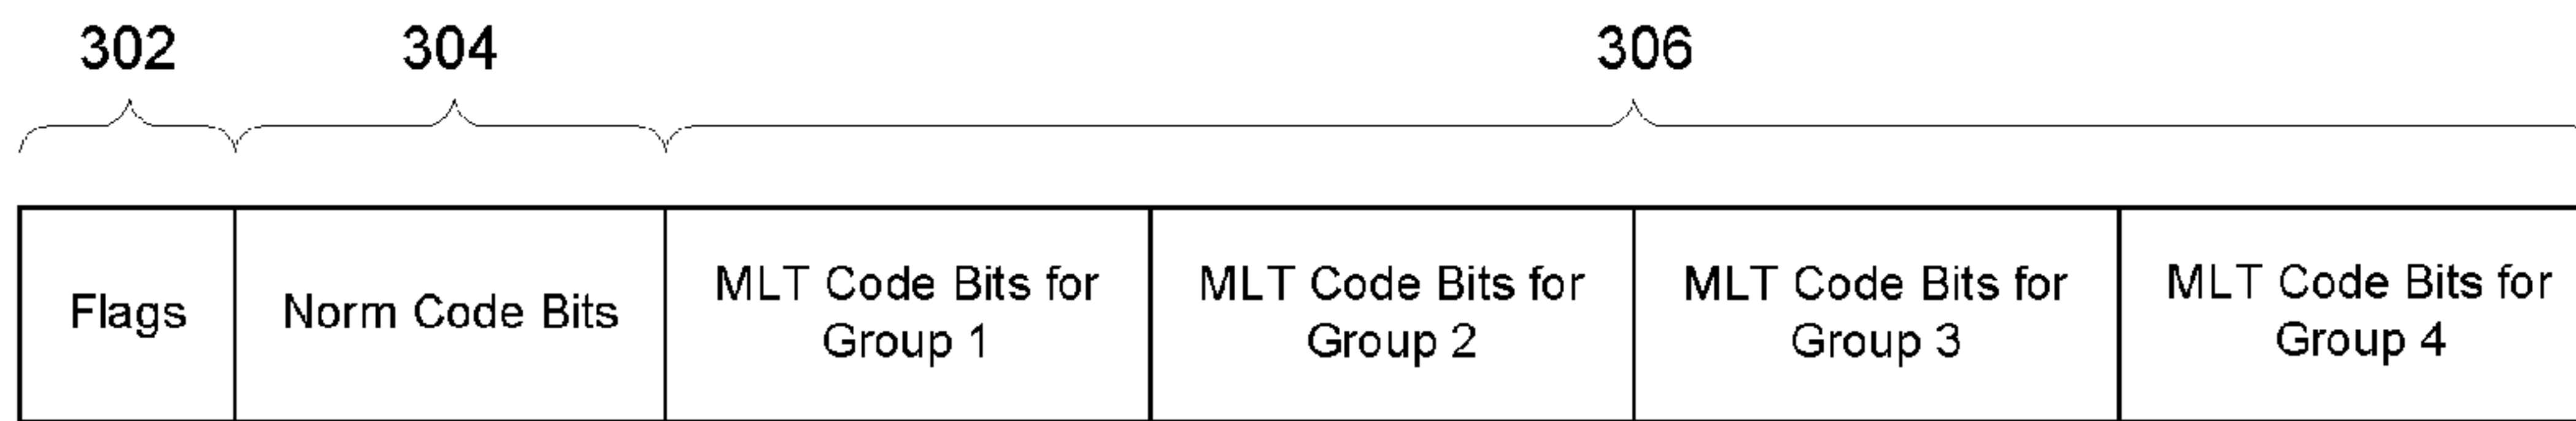 302 304 306
Flags
Norm Code Bits
MLT Code Bits for
Group 1
MLT Code Bits for
Group 2
MLT Code Bits for
Group 3
MLT Code Bits for
Group 4